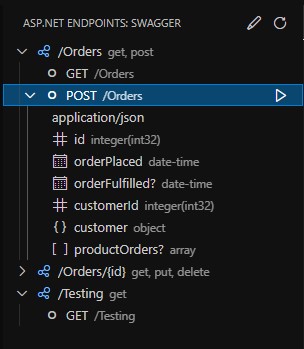 ASP.NET ENDPOINTS: SWAGGER
/Orders get, post
GET /Orders
POST /Orders
application/json
id integer(int32)
orderPlaced date-time
orderFulfilled? date-time
customerId integer(int32)
{ } customer object
[ ] productOrders? array
/Orders/{id} get, put, delete
/Testing get
GET /Testing